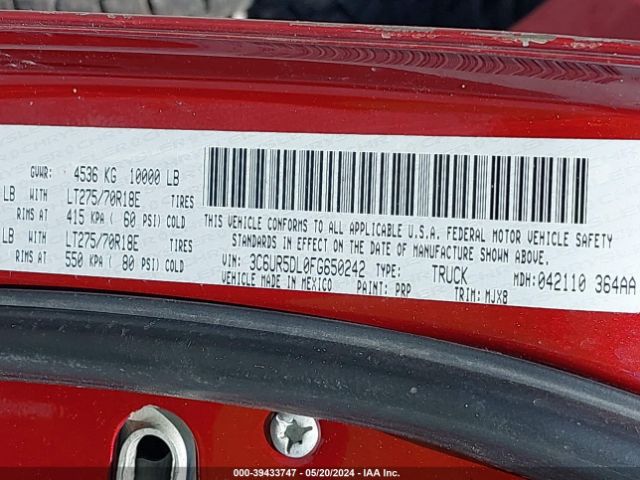 GVWR: 4536 KG 10000 LB
LB WITH LT275/70R18E TIRES
RIMS AT 415 KPA ( 60 PSI) COLD
LB WITH LT275/70R18E TIRES
RIMS AT 550 KPA ( 80 PSI) COLD
THIS VEHICLE CONFORMS TO ALL APPLICABLE U.S.A. FEDERAL MOTOR VEHICLE SAFETY
STANDARDS IN EFFECT ON THE DATE OF MANUFACTURE SHOWN ABOVE.
VIN: 3C6UR5DL0FG650242 TYPE: TRUCK MDH: 042110 364AA
VEHICLE MADE IN MEXICO PAINT: PRP TRIM: MJX8
000-39433747 - 05/20/2024 - IAA Inc.